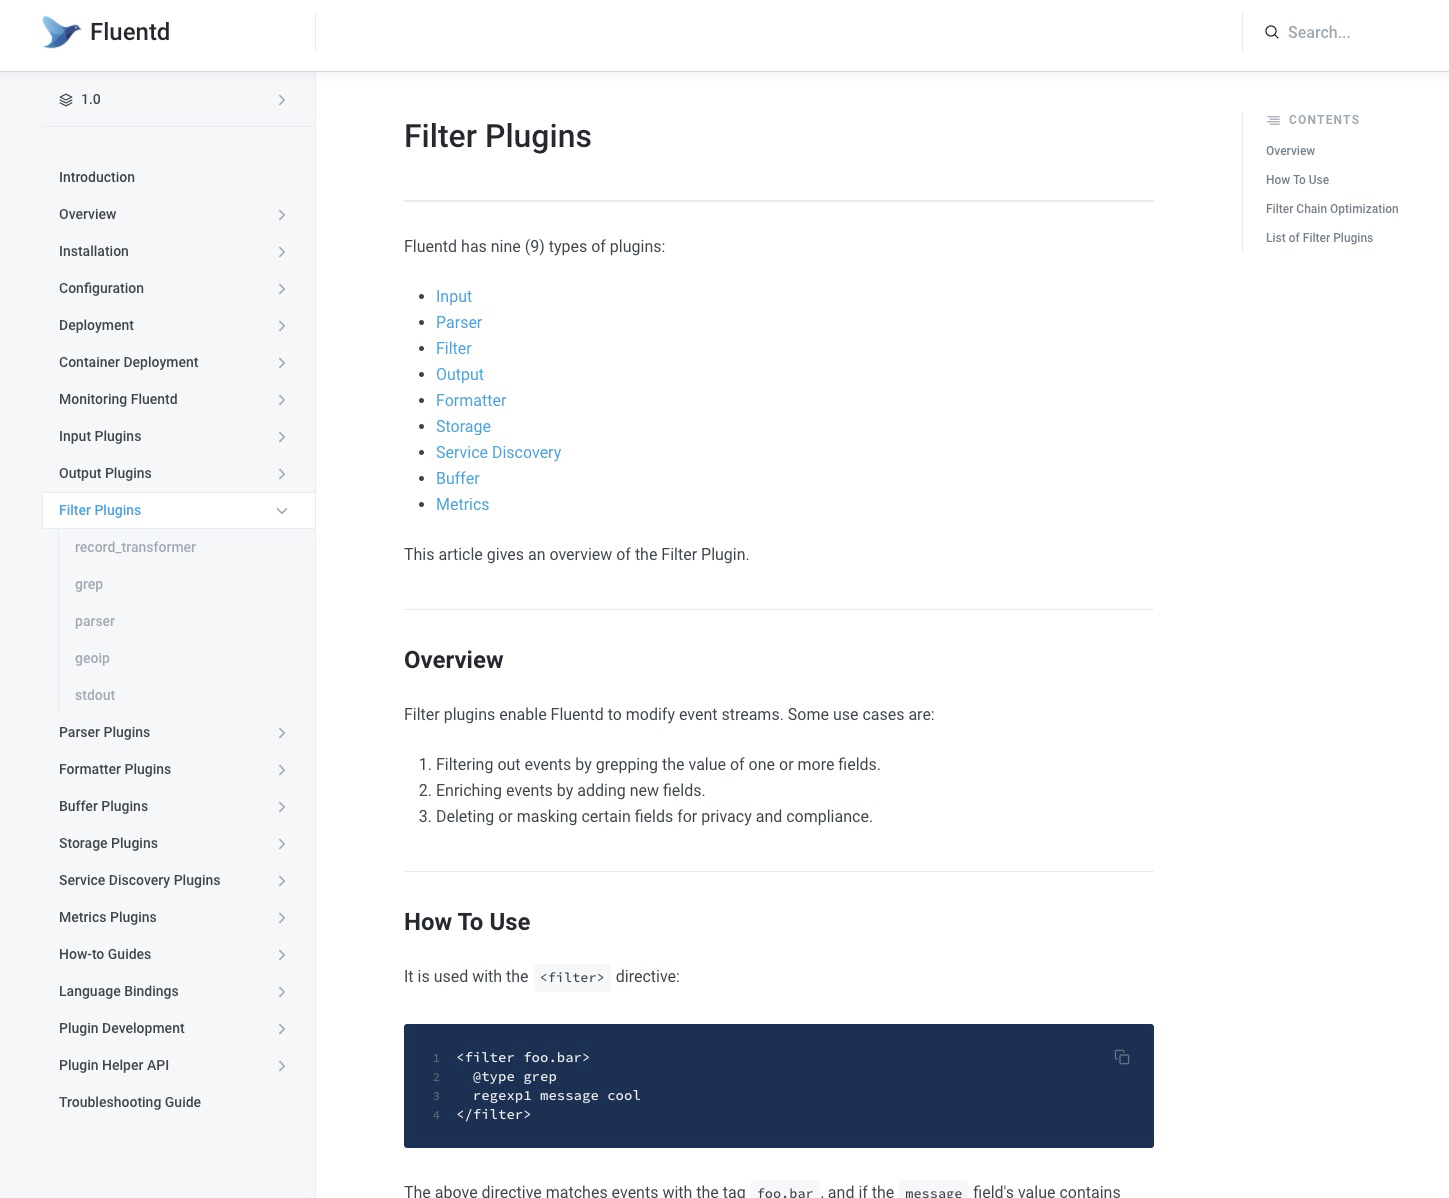 Fluentd
Search...
1.0
Introduction
Overview
Installation
Configuration
Deployment
Container Deployment
Monitoring Fluentd
Input Plugins
Output Plugins
Filter Plugins
record_transformer
grep
parser
geoip
stdout
Parser Plugins
Formatter Plugins
Buffer Plugins
Storage Plugins
Service Discovery Plugins
Metrics Plugins
How-to Guides
Language Bindings
Plugin Development
Plugin Helper API
Troubleshooting Guide
Filter Plugins
Fluentd has nine (9) types of plugins:
• Input
• Parser
• Filter
• Output
• Formatter
• Storage
• Service Discovery
• Buffer
• Metrics
This article gives an overview of the Filter Plugin.
Overview
Filter plugins enable Fluentd to modify event streams. Some use cases are:
1. Filtering out events by grepping the value of one or more fields.
2. Enriching events by adding new fields.
3. Deleting or masking certain fields for privacy and compliance.
How To Use
It is used with the <filter> directive:
1 <filter foo.bar>
2   @type grep
3   regexp1 message cool
4 </filter>
The above directive matches events with the tag foo.bar, and if the message field's value contains
CONTENTS
Overview
How To Use
Filter Chain Optimization
List of Filter Plugins